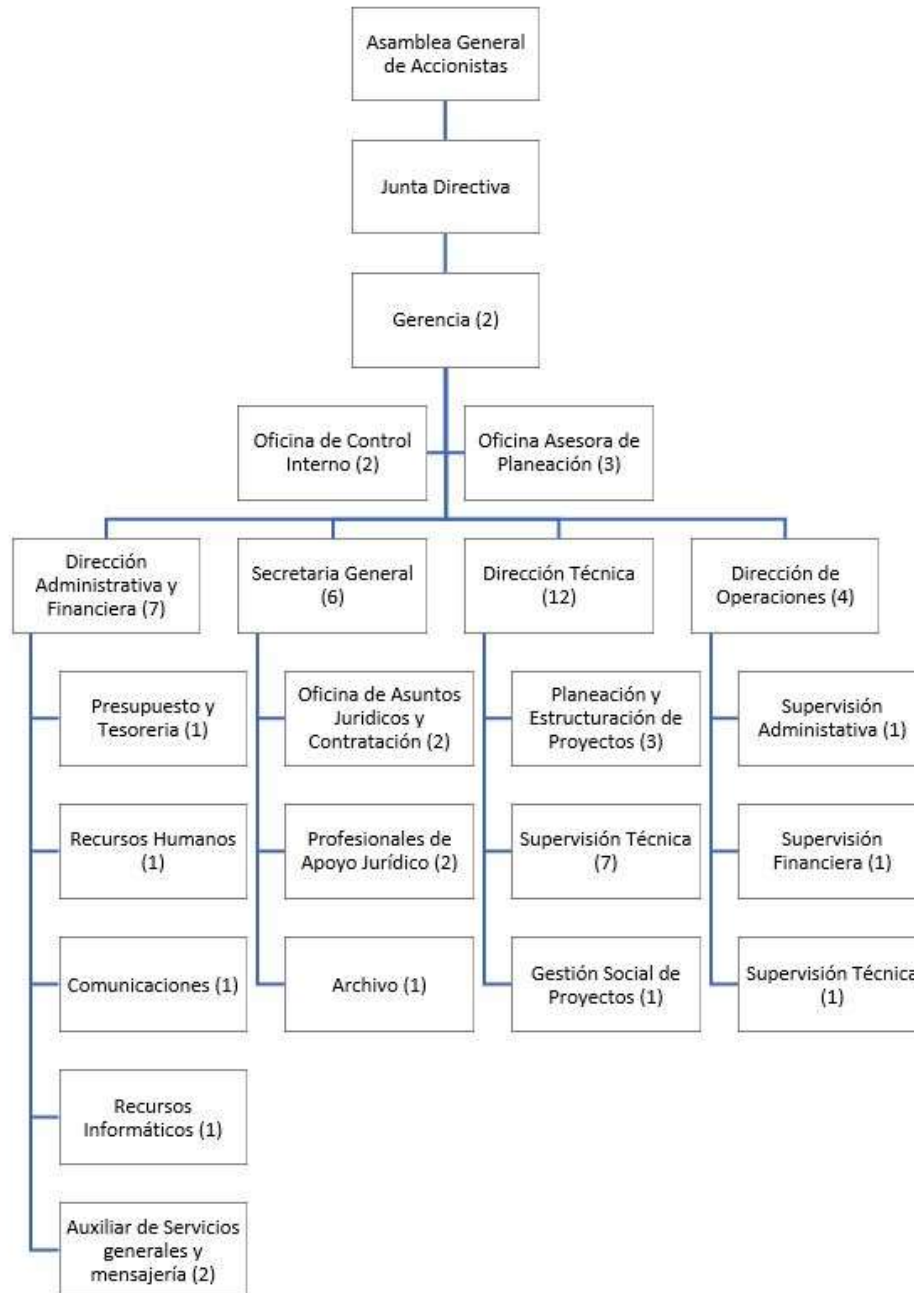 Asamblea General
de Accionistas
Junta Directiva
Gerencia (2)
Oficina de Control
Interno (2)
Oficina Asesora de
Planeación (3)
Dirección
Administrativa y
Financiera (7)
Secretaria General
(6)
Dirección Técnica
(12)
Dirección de
Operaciones (4)
Presupuesto y
Tesoreria (1)
Recursos Humanos
(1)
Comunicaciones (1)
Recursos
Informáticos (1)
Auxiliar de Servicios
generales y
mensajería (2)
Oficina de Asuntos
Juridicos y
Contratación (2)
Profesionales de
Apoyo Jurídico (2)
Archivo (1)
Planeación y
Estructuración de
Proyectos (3)
Supervisión Técnica
(7)
Gestión Social de
Proyectos (1)
Supervisión
Administativa (1)
Supervisión
Financiera (1)
Supervisión Técnica
(1)